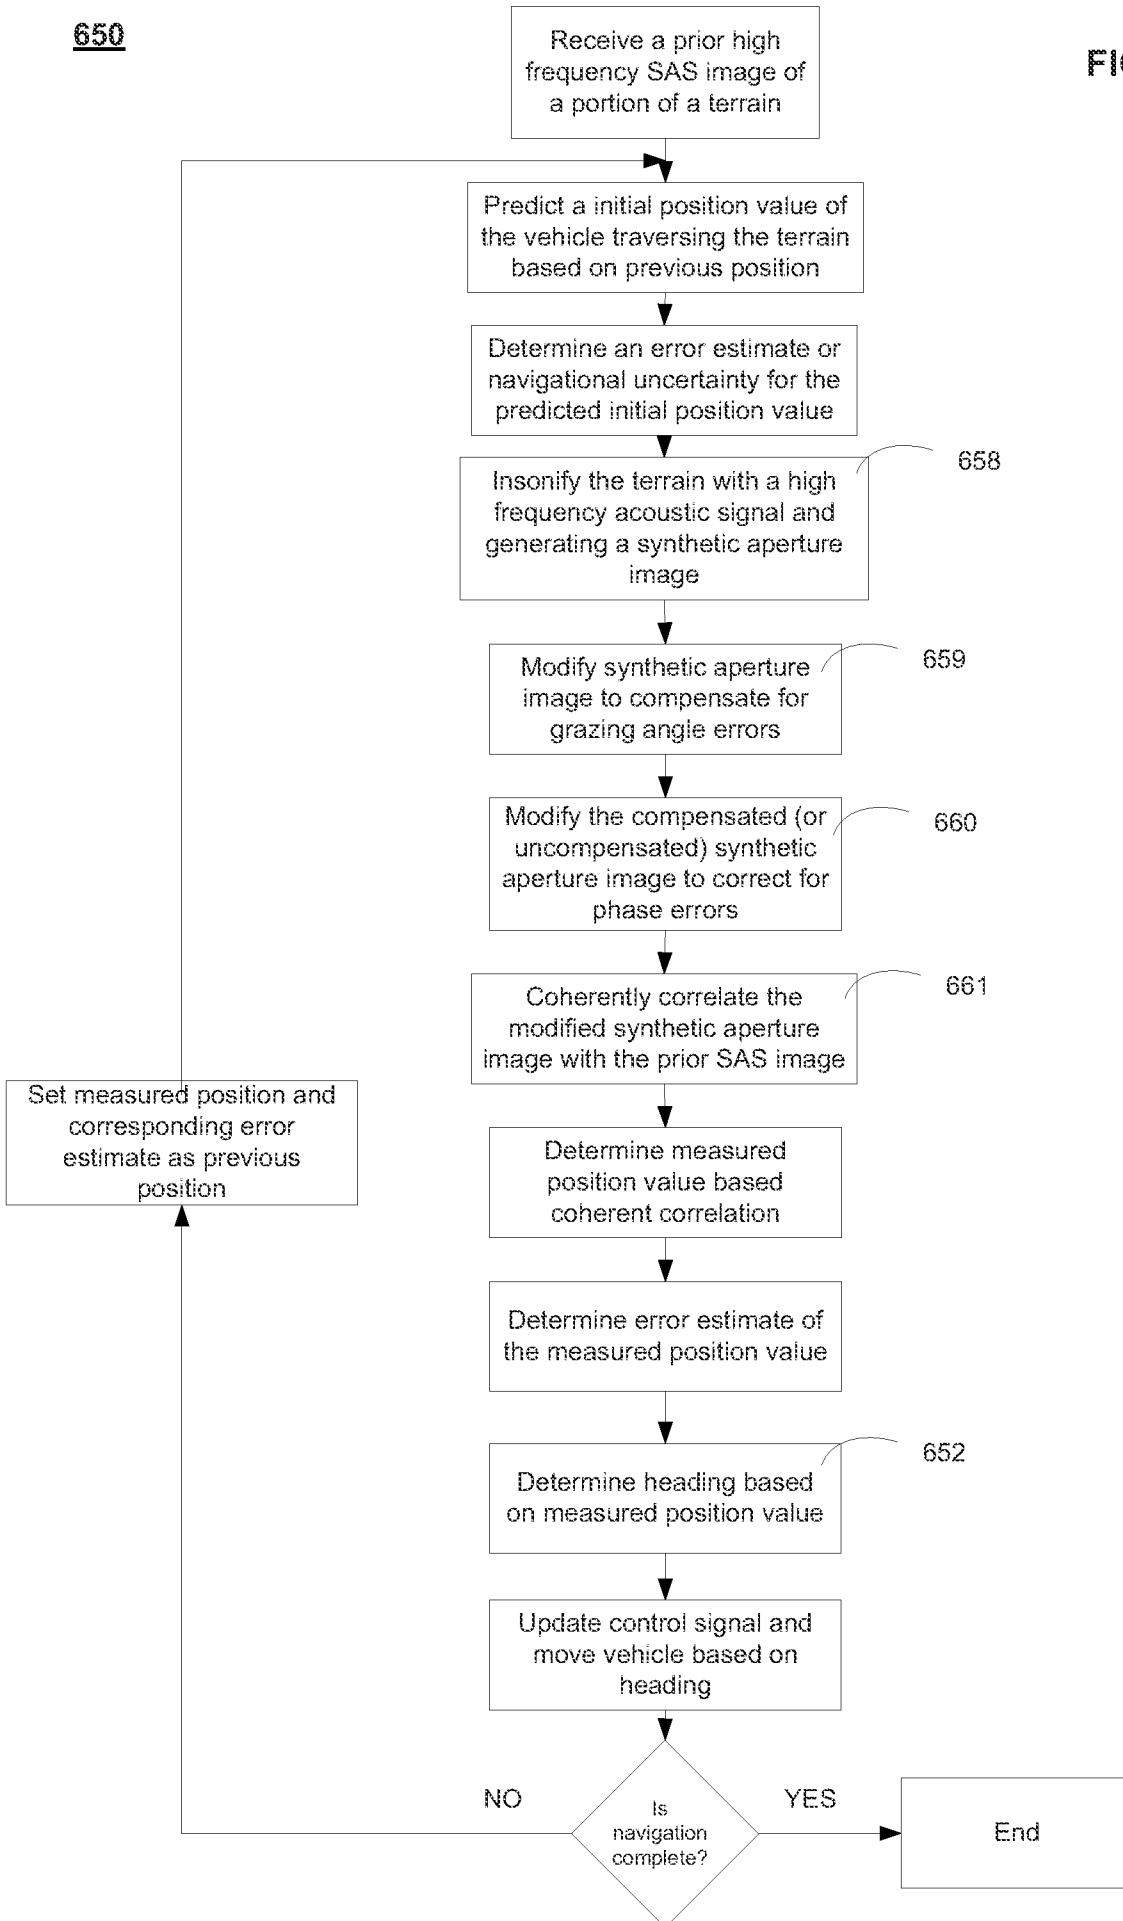 650
FI
Receive a prior high
frequency SAS image of
a portion of a terrain
Predict a initial position value of
the vehicle traversing the terrain
based on previous position
Determine an error estimate or
navigational uncertainty for the
predicted initial position value
658
Insonify the terrain with a high
frequency acoustic signal and
generating a synthetic aperture
image
659
Modify synthetic aperture
image to compensate for
grazing angle errors
660
Modify the compensated (or
uncompensated) synthetic
aperture image to correct for
phase errors
661
Coherently correlate the
modified synthetic aperture
image with the prior SAS image
Set measured position and
corresponding error
estimate as previous
position
Determine measured
position value based
coherent correlation
Determine error estimate of
the measured position value
652
Determine heading based
on measured position value
Update control signal and
move vehicle based on
heading
NO
YES
Is
navigation
complete?
End